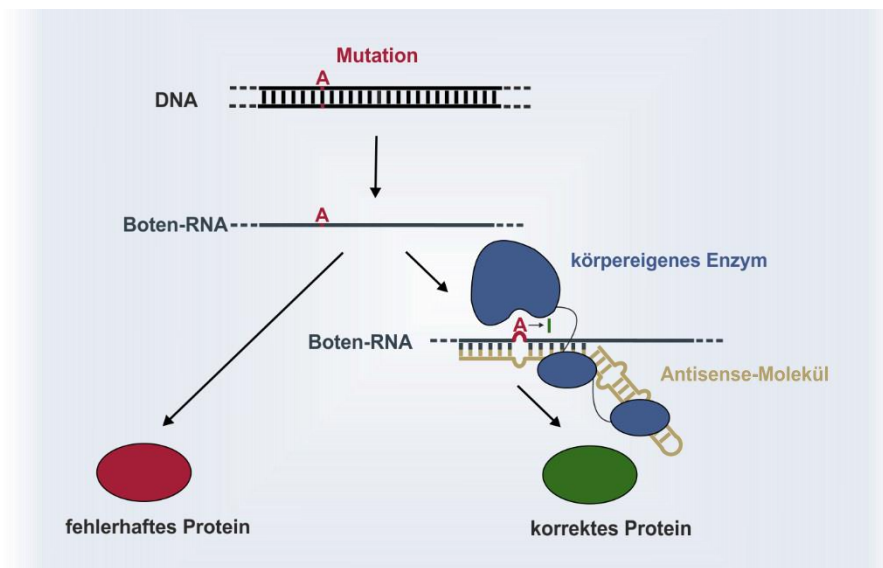 Mutation
A
DNA
A
Boten-RNA
körpereigenes Enzym
A → I
Boten-RNA
Antisense-Molekül
fehlerhaftes Protein
korrektes Protein